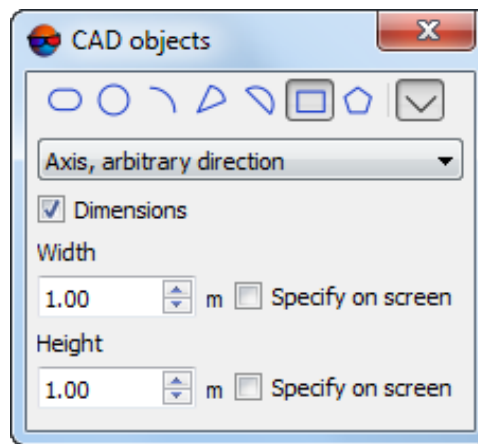 CAD objects
Axis, arbitrary direction
Dimensions
Width
1.00 m Specify on screen
Height
1.00 m Specify on screen